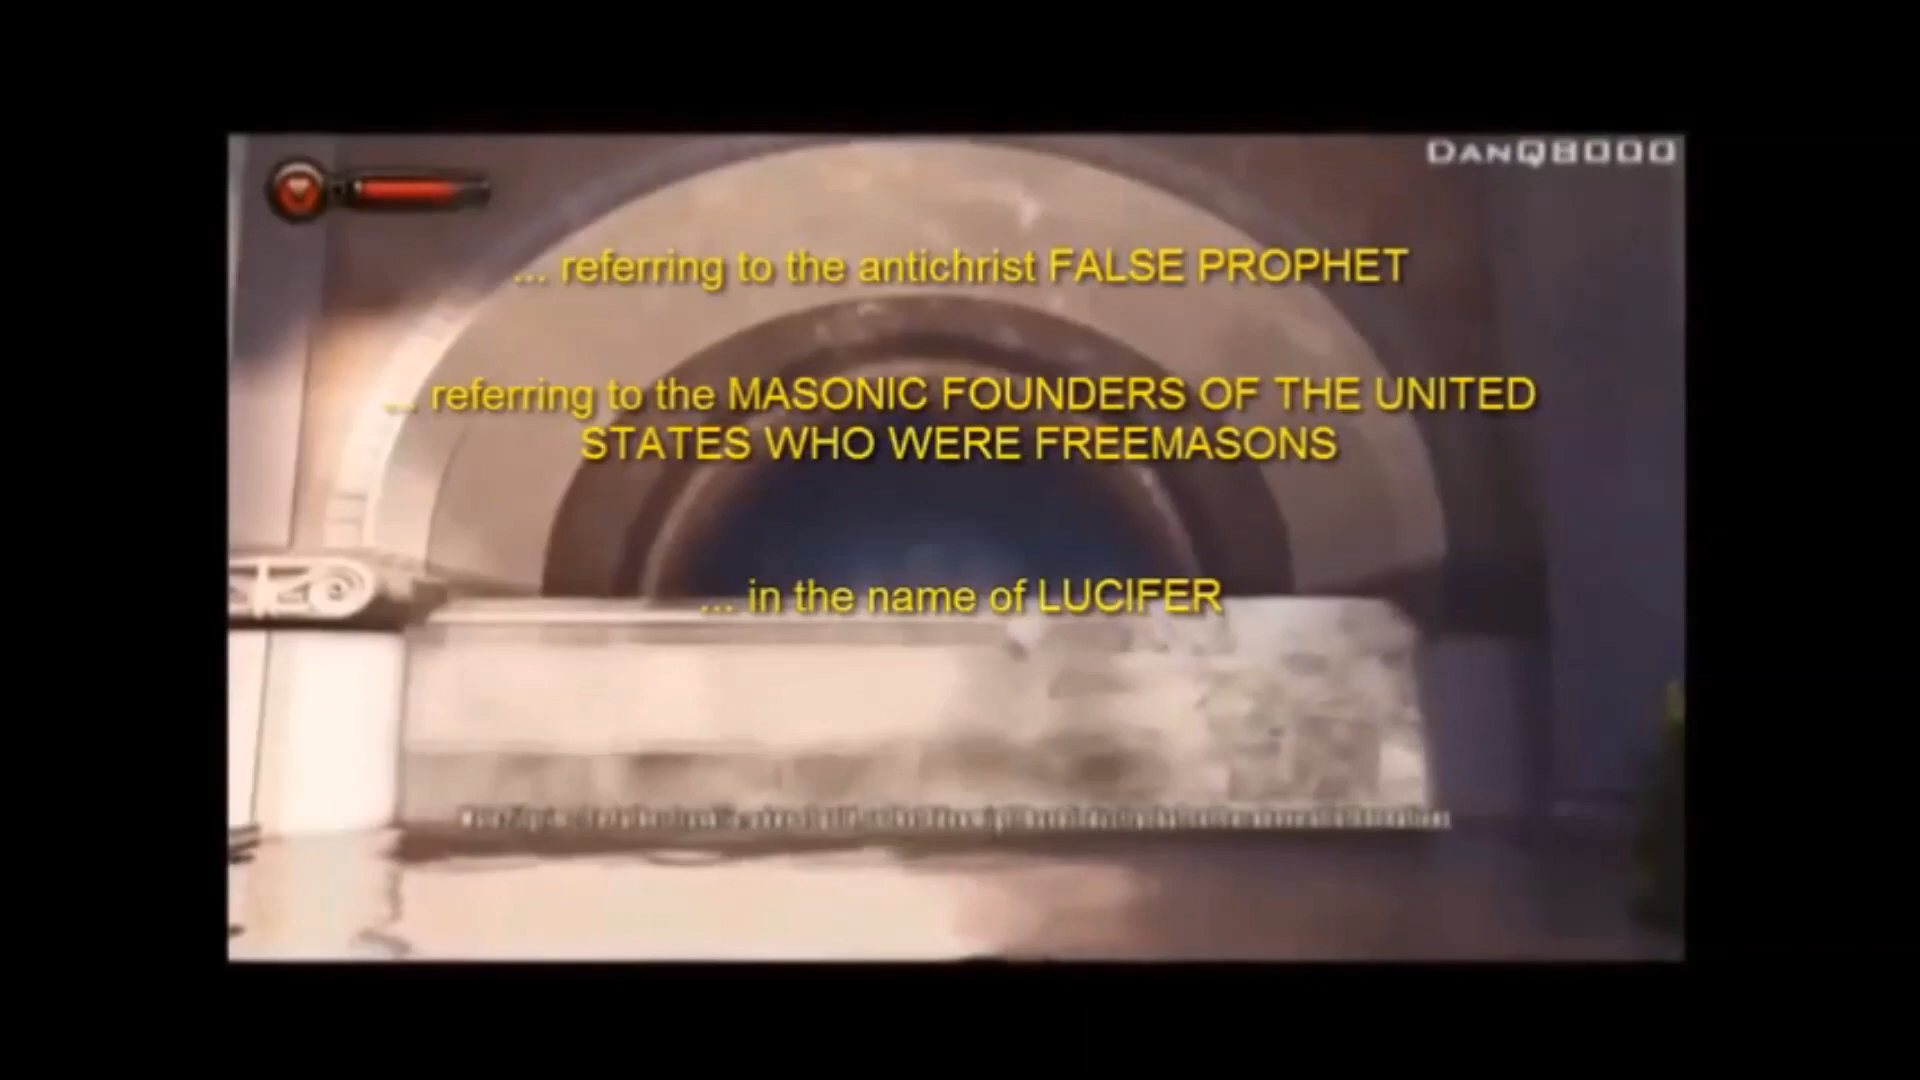 DANQ8000
... referring to the antichrist FALSE PROPHET
... referring to the MASONIC FOUNDERS OF THE UNITED
STATES WHO WERE FREEMASONS
... in the name of LUCIFER